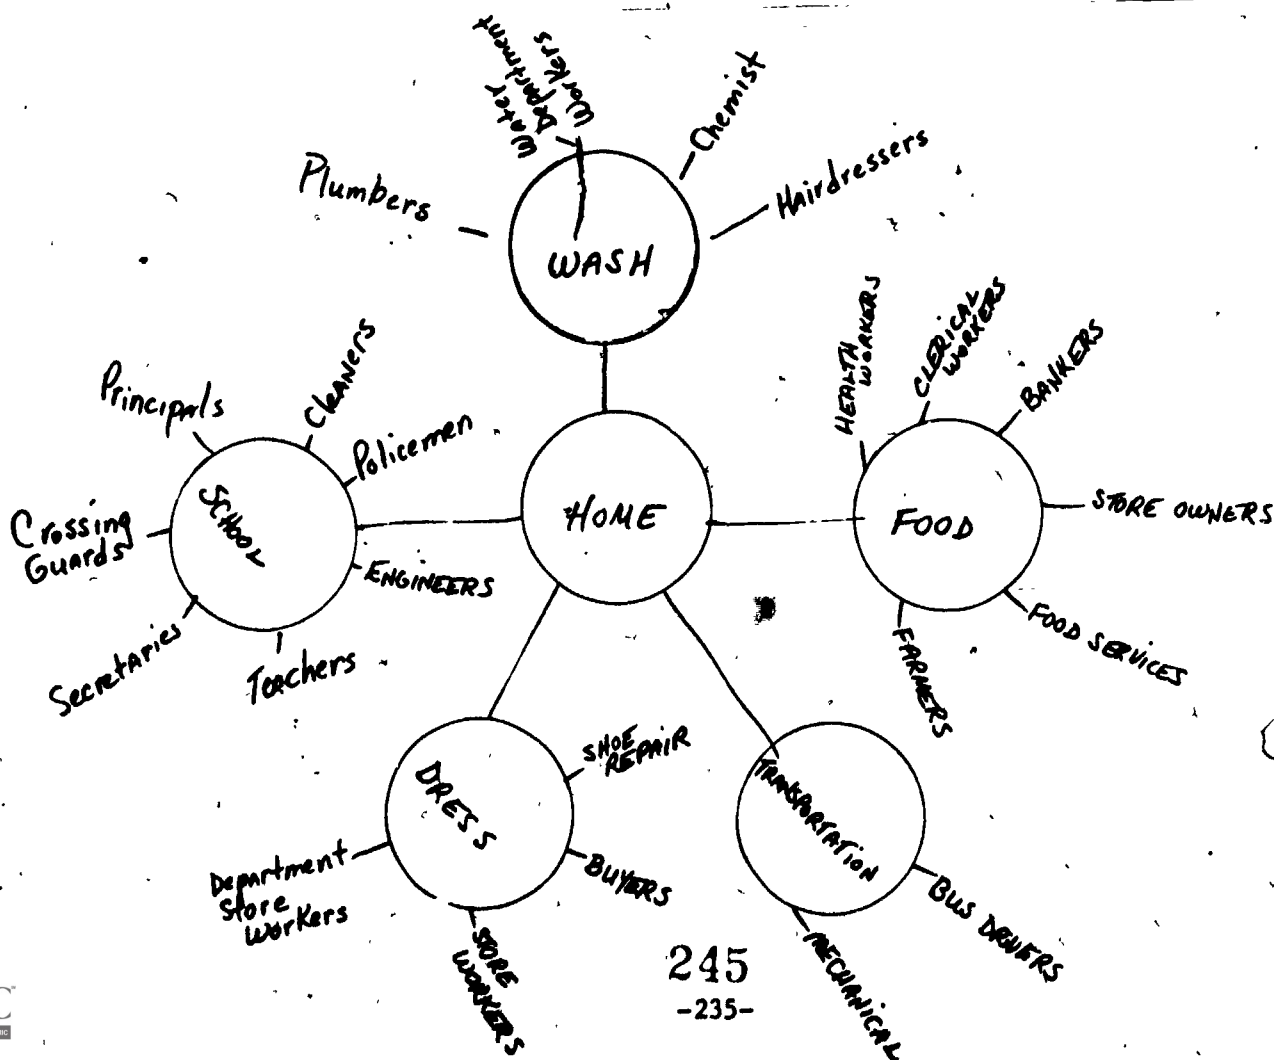 Water
Department
Workers
Chemist
Hairdressers
Plumbers
WASH
HEALTH
WORKERS
CLERICAL
WORKERS
BANKERS
STORE OWNERS
FOOD SERVICES
FARMERS
FOOD
HOME
Principals
CLEANERS
Policemen
Crossing
Guards
SCHOOL
ENGINEERS
Secretaries
Teachers
DRESS
SHOE
REPAIR
BUYERS
Department
Store
Workers
STORE
WORKERS
TRANSPORTATION
BUS DRIVERS
MECHANICAL
245
-235-